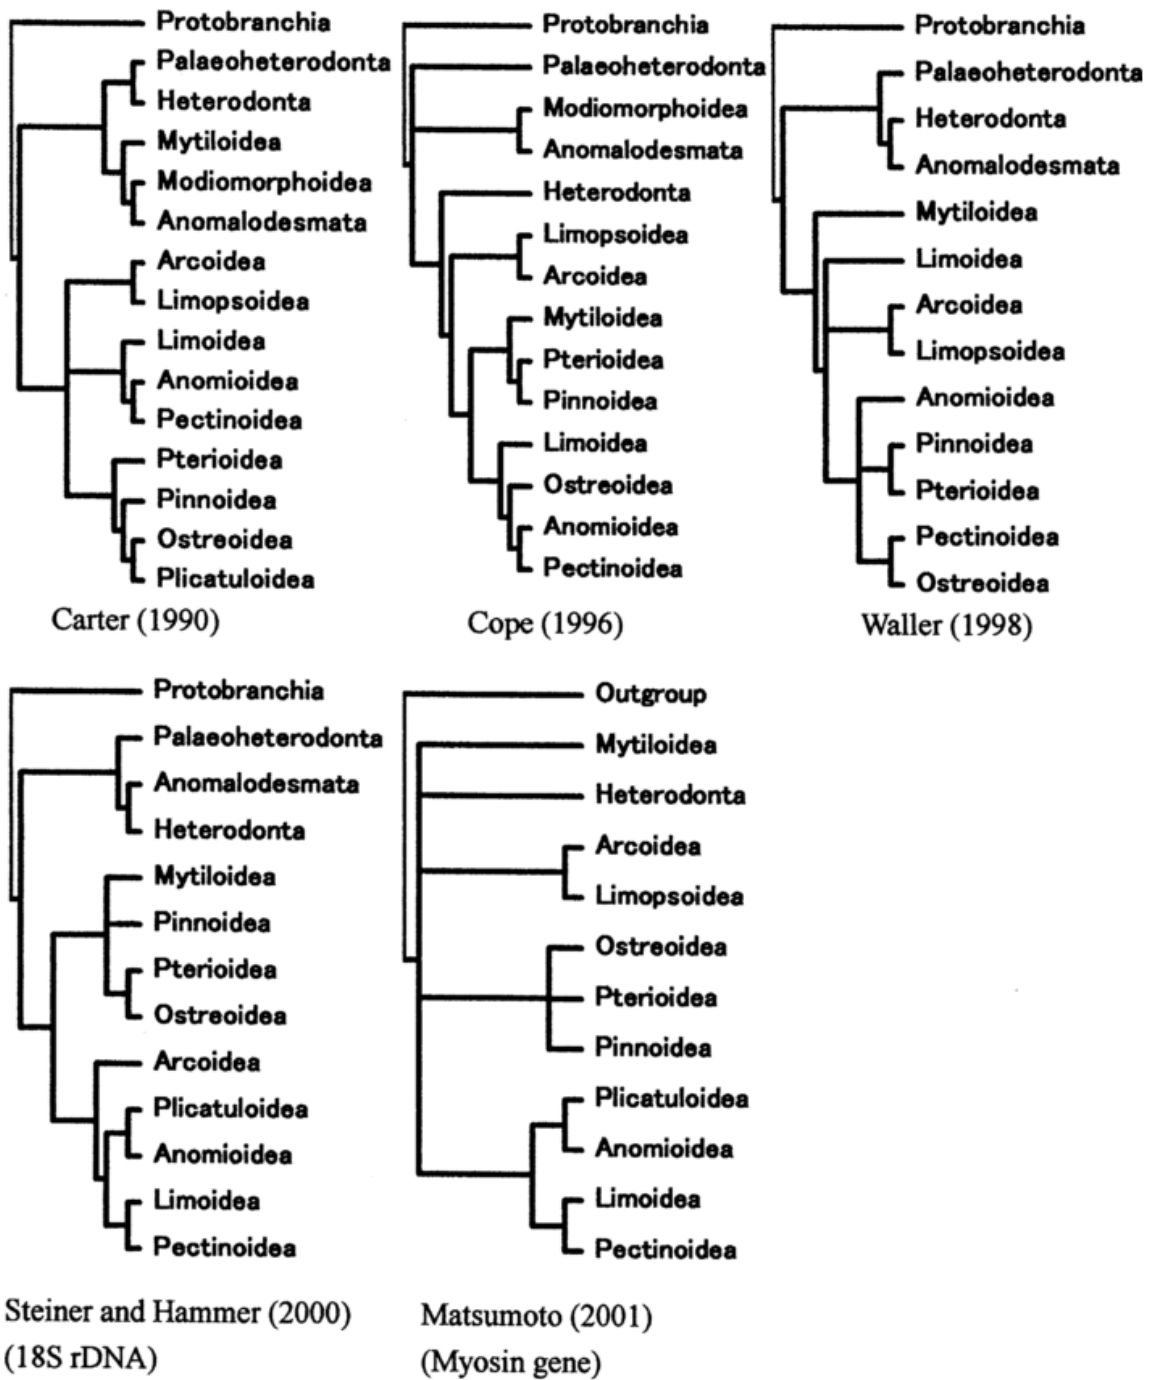 Protobranchia
Palaeoheterodonta
Heterodonta
Mytiloidea
Modiomorphoidea
Anomalodesmata
Arcoidea
Limopsoidea
Limoidea
Anomioidea
Pectinoidea
Pterioidea
Pinnoidea
Ostreoidea
Plicatuloidea
Carter (1990)
Protobranchia
Palaeoheterodonta
Modiomorphoidea
Anomalodesmata
Heterodonta
Limopsoidea
Arcoidea
Mytiloidea
Pterioidea
Pinnoidea
Limoidea
Ostreoidea
Anomioidea
Pectinoidea
Cope (1996)
Protobranchia
Palaeoheterodonta
Heterodonta
Anomalodesmata
Mytiloidea
Limoidea
Arcoidea
Limopsoidea
Anomioidea
Pinnoidea
Pterioidea
Pectinoidea
Ostreoidea
Waller (1998)
Protobranchia
Palaeoheterodonta
Anomalodesmata
Heterodonta
Mytiloidea
Pinnoidea
Pterioidea
Ostreoidea
Arcoidea
Plicatuloidea
Anomioidea
Limoidea
Pectinoidea
Steiner and Hammer (2000)
(18S rDNA)
Outgroup
Mytiloidea
Heterodonta
Arcoidea
Limopsoidea
Ostreoidea
Pterioidea
Pinnoidea
Plicatuloidea
Anomioidea
Limoidea
Pectinoidea
Matsumoto (2001)
(Myosin gene)